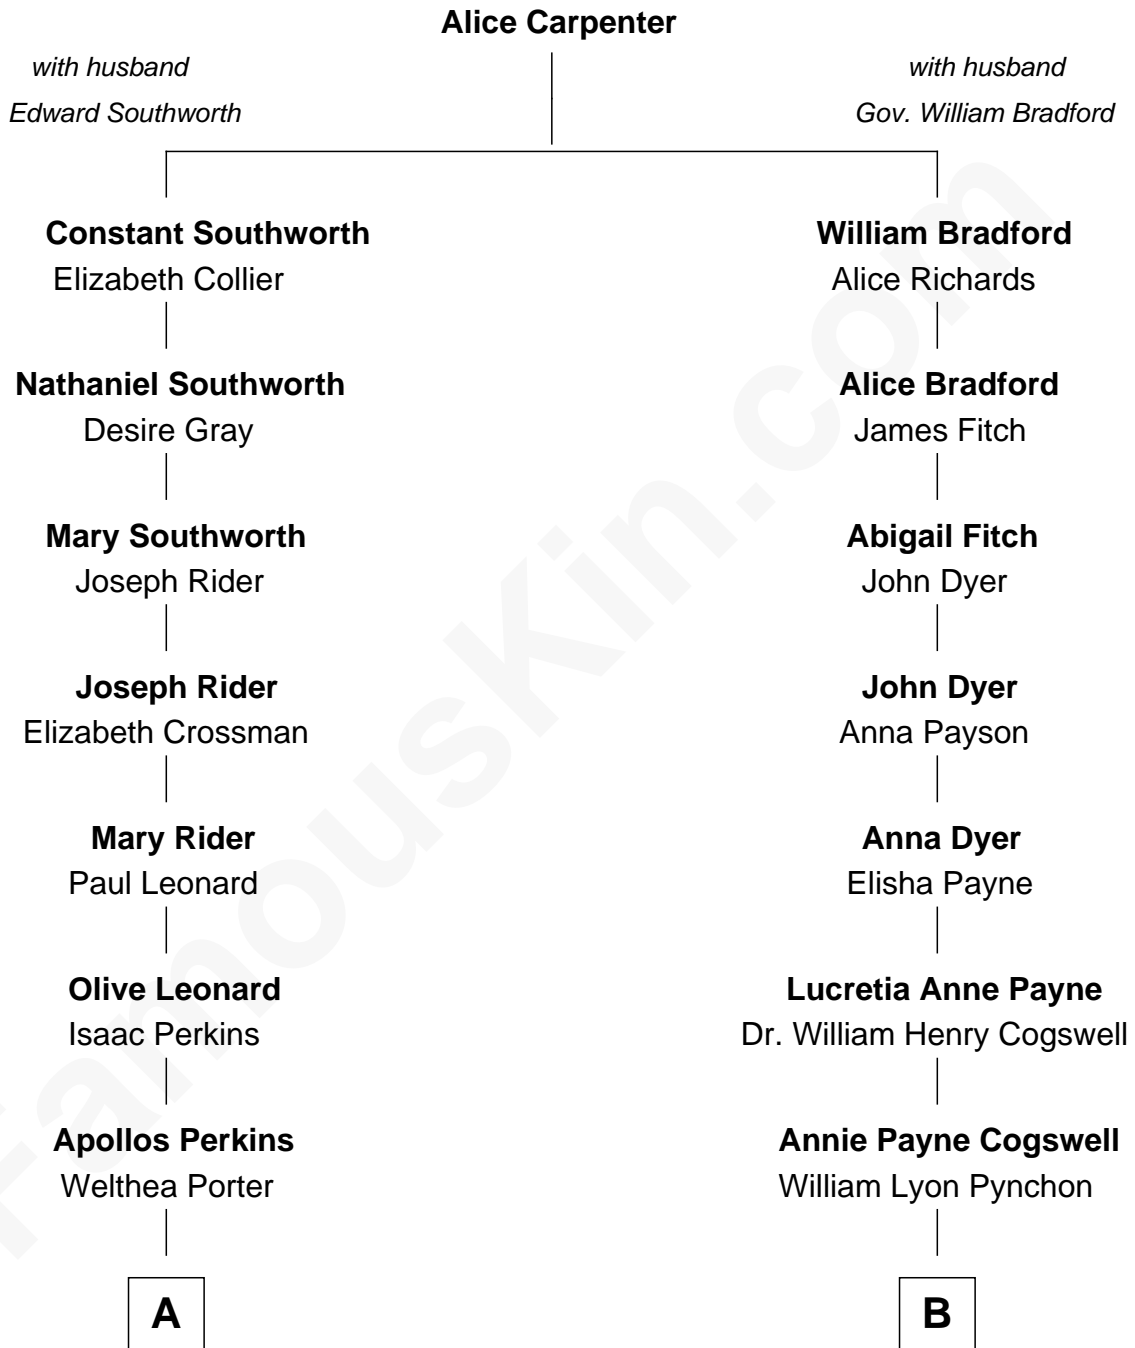 Alice Carpenter
with husband
Edward Southworth
with husband
Gov. William Bradford
Constant Southworth
Elizabeth Collier
William Bradford
Alice Richards
Nathaniel Southworth
Desire Gray
Alice Bradford
James Fitch
Mary Southworth
Joseph Rider
Abigail Fitch
John Dyer
Joseph Rider
Elizabeth Crossman
John Dyer
Anna Payson
Mary Rider
Paul Leonard
Anna Dyer
Elisha Payne
Olive Leonard
Isaac Perkins
Lucretia Anne Payne
Dr. William Henry Cogswell
Apollos Perkins
Welthea Porter
Annie Payne Cogswell
William Lyon Pynchon
A
B
FamousKin.com